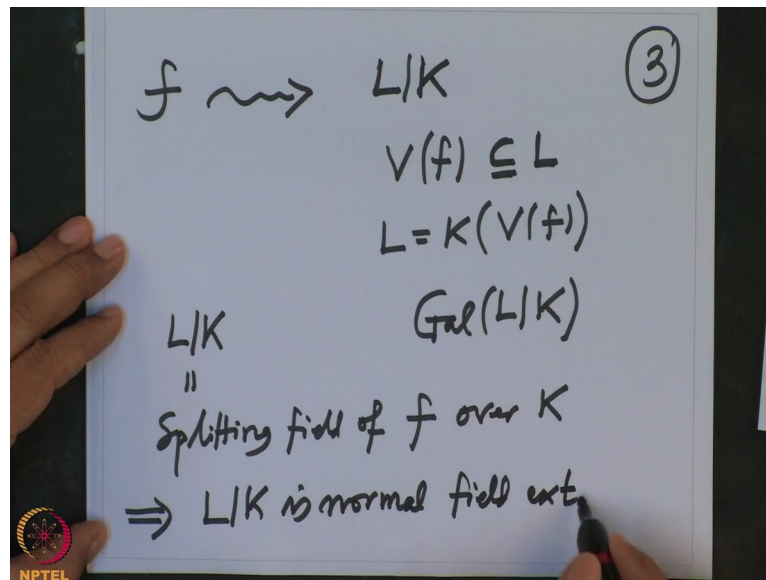 f ⇝ L|K ③
V(f) ⊆ L
L = K(V(f))
Gal(L|K)
L|K
॥
Splitting field of f over K
⇒ L|K is normal field ext
NPTEL